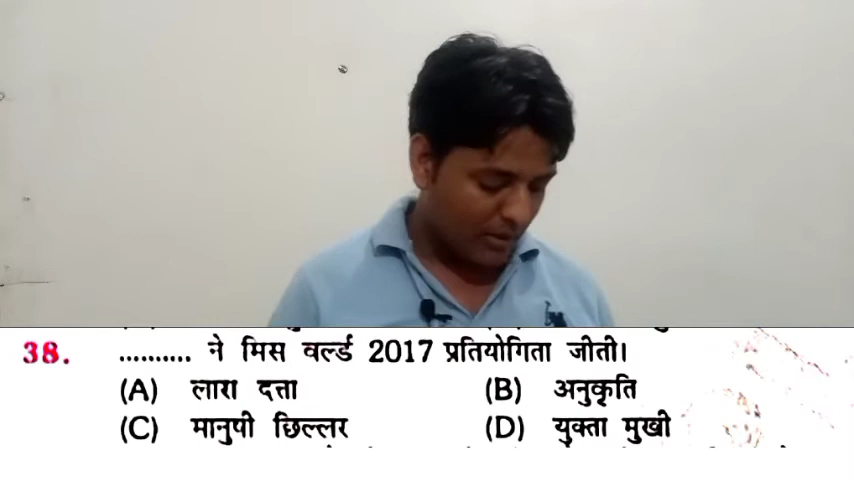 38. .......... ने मिस वर्ल्ड 2017 प्रतियोगिता जीती।
(A) लारा दत्ता (B) अनुकृति
(C) मानुषी छिल्लर (D) युक्ता मुखी